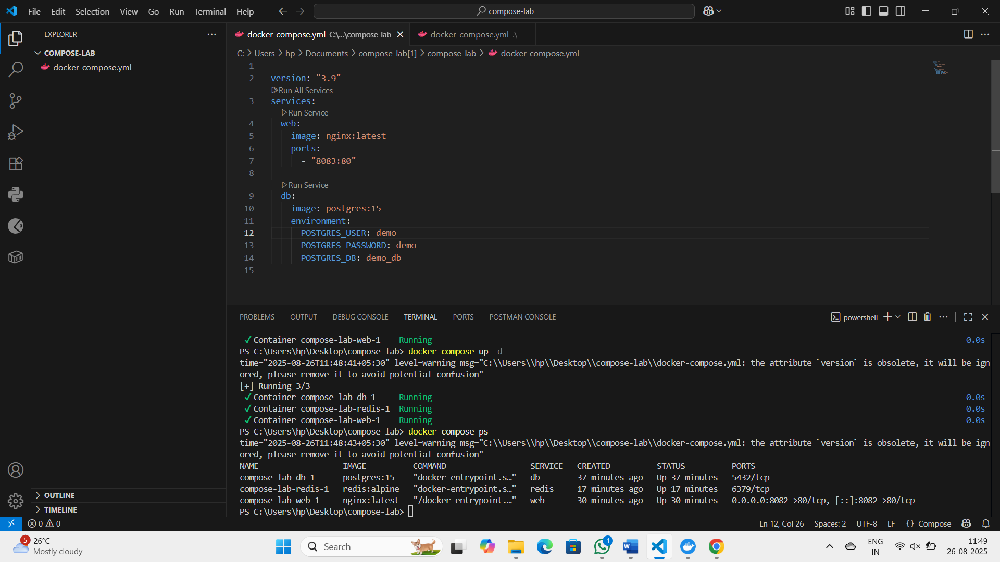 File Edit Selection View Go Run Terminal Help
compose-lab
EXPLORER
COMPOSE-LAB
docker-compose.yml
docker-compose.yml C:\...\compose-lab
docker-compose.yml .\
C: > Users > hp > Documents > compose-lab[1] > compose-lab > docker-compose.yml
1
2 version: "3.9"
Run All Services
3 services:
Run Service
4 web:
5 image: nginx:latest
6 ports:
7 - "8083:80"
8
Run Service
9 db:
10 image: postgres:15
11 environment:
12 POSTGRES_USER: demo
13 POSTGRES_PASSWORD: demo
14 POSTGRES_DB: demo_db
15
PROBLEMS OUTPUT DEBUG CONSOLE TERMINAL PORTS POSTMAN CONSOLE
powershell
✓ Container compose-lab-web-1 Running 0.0s
PS C:\Users\hp\Desktop\compose-lab> docker-compose up -d
time="2025-08-26T11:48:41+05:30" level=warning msg="C:\\Users\\hp\\Desktop\\compose-lab\\docker-compose.yml: the attribute `version` is obsolete, it will be ign
ored, please remove it to avoid potential confusion"
[+] Running 3/3
✓ Container compose-lab-db-1 Running 0.0s
✓ Container compose-lab-redis-1 Running 0.0s
✓ Container compose-lab-web-1 Running 0.0s
PS C:\Users\hp\Desktop\compose-lab> docker compose ps
time="2025-08-26T11:48:43+05:30" level=warning msg="C:\\Users\\hp\\Desktop\\compose-lab\\docker-compose.yml: the attribute `version` is obsolete, it will be ign
ored, please remove it to avoid potential confusion"
NAME IMAGE COMMAND SERVICE CREATED STATUS PORTS
compose-lab-db-1 postgres:15 "docker-entrypoint.s…" db 37 minutes ago Up 37 minutes 5432/tcp
compose-lab-redis-1 redis:alpine "docker-entrypoint.s…" redis 17 minutes ago Up 17 minutes 6379/tcp
compose-lab-web-1 nginx:latest "/docker-entrypoint.…" web 30 minutes ago Up 30 minutes 0.0.0.0:8082->80/tcp, [::]:8082->80/tcp
PS C:\Users\hp\Desktop\compose-lab>
OUTLINE
TIMELINE
0 0
Ln 12, Col 26 Spaces: 2 UTF-8 LF {} Compose
5
26°C
Mostly cloudy
Search
1
ENG
IN
11:49
26-08-2025